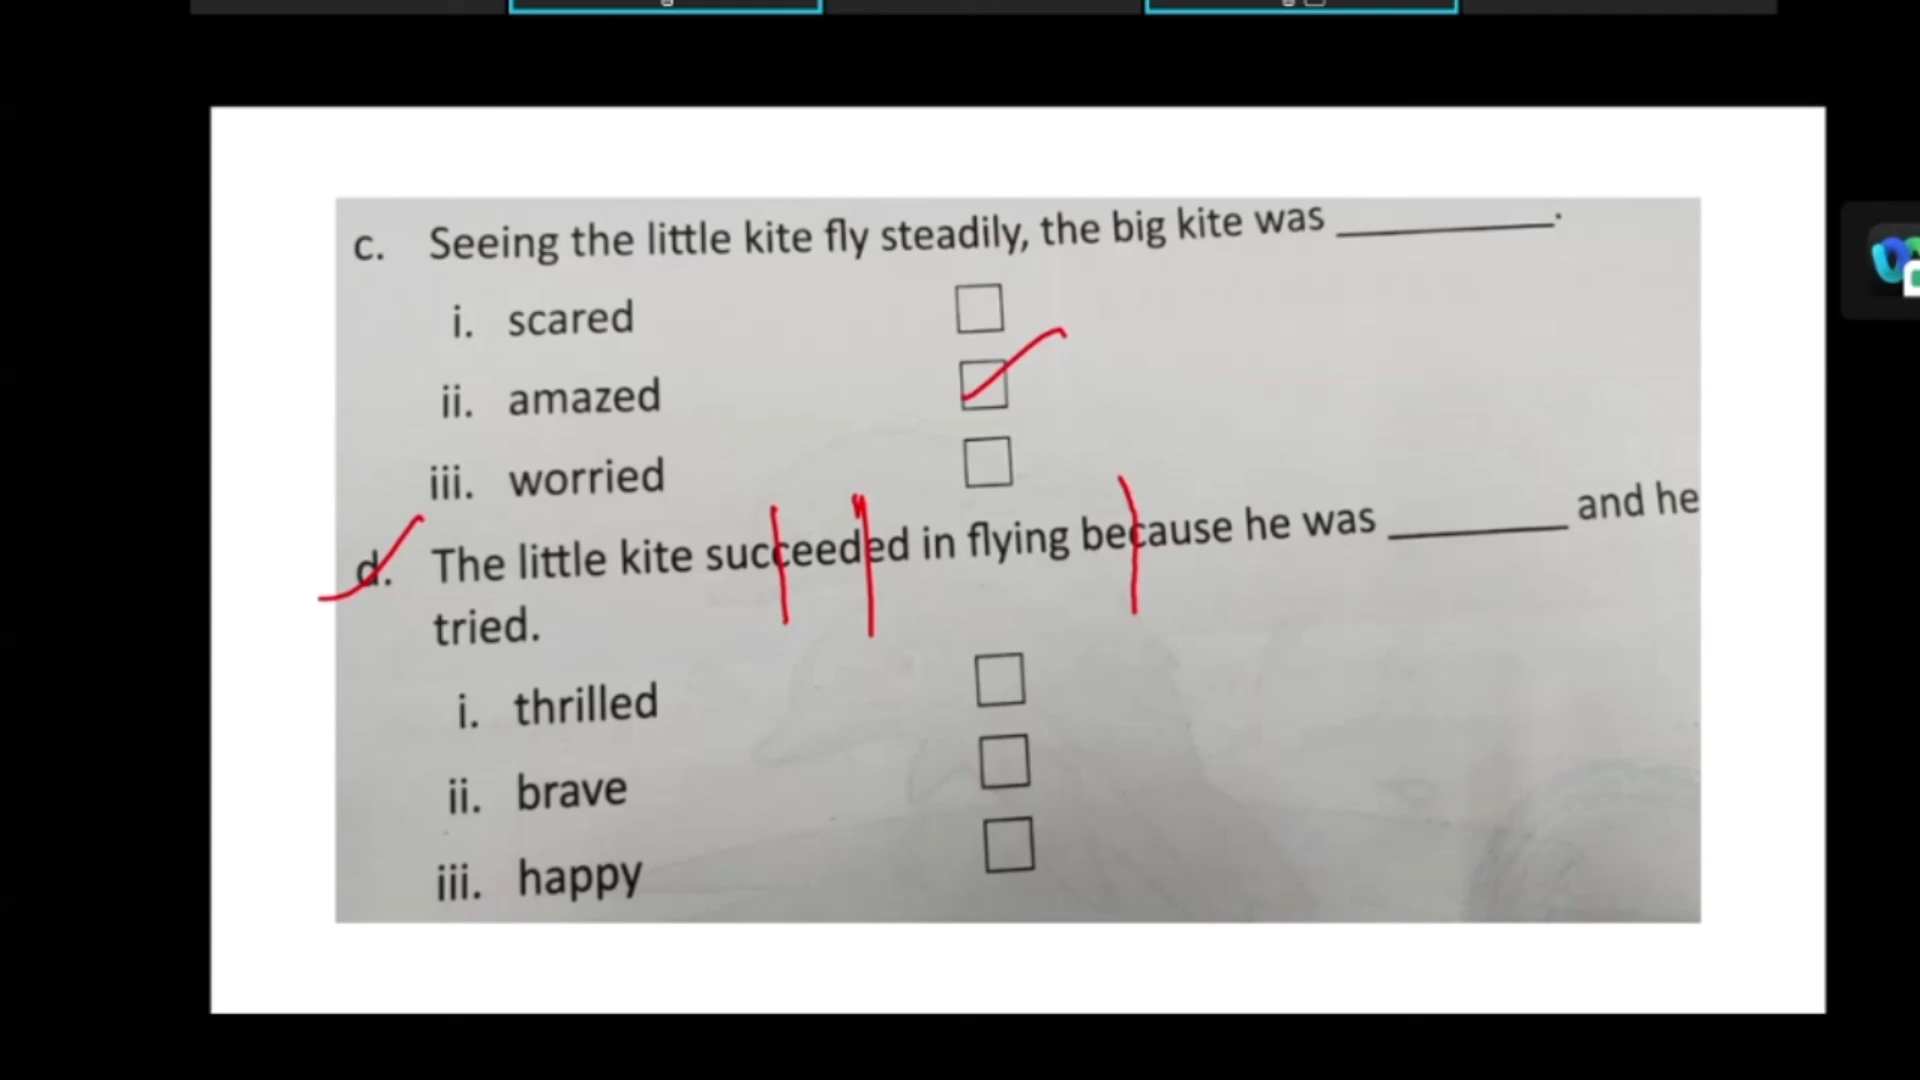 c. Seeing the little kite fly steadily, the big kite was __________.
i. scared
ii. amazed
iii. worried
d. The little kite succeeded in flying because he was ________ and he
tried.
i. thrilled
ii. brave
iii. happy